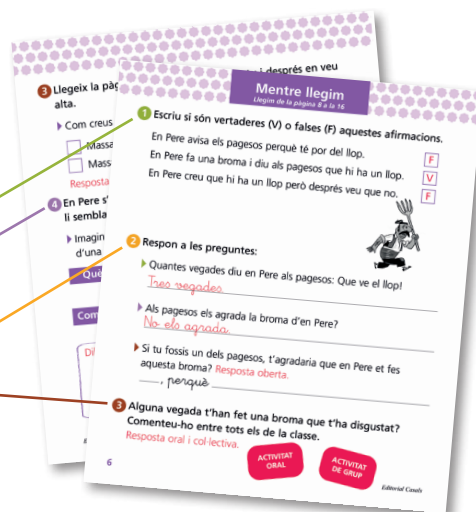 després en veu
3 Llegeix la pàg
alta.
Com creus
Massa
Mass
Resposta
4 En Pere s'
li sembla
Imagin
d'una
Què
Com
Mentre llegim
Llegim de la pàgina 8 a la 16
1 Escriu si són vertaderes (V) o falses (F) aquestes afirmacions.
En Pere avisa els pagesos perquè té por del llop. F
En Pere fa una broma i diu als pagesos que hi ha un llop. V
En Pere creu que hi ha un llop però després veu que no. F
2 Respon a les preguntes:
Quantes vegades diu en Pere als pagesos: Que ve el llop!
Tres vegades
Als pagesos els agrada la broma d'en Pere?
No els agrada.
Si tu fossis un dels pagesos, t'agradaria que en Pere et fes
aquesta broma? Resposta oberta.
, perquè
3 Alguna vegada t'han fet una broma que t'ha disgustat?
Comenteu-ho entre tots els de la classe.
Resposta oral i col·lectiva.
ACTIVITAT
ORAL
ACTIVITAT
DE GRUP
6
Editorial Casals